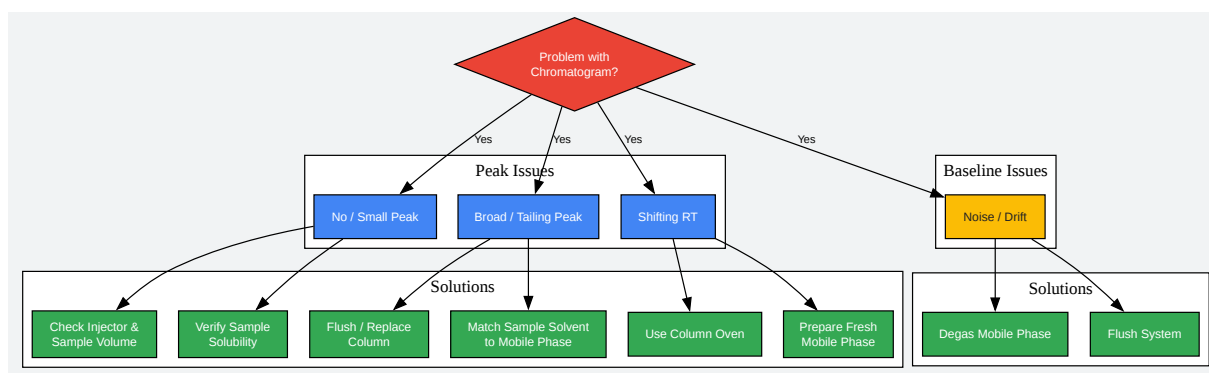 Problem with
Chromatogram?
Yes
Yes
Yes
Yes
Peak Issues
Baseline Issues
No / Small Peak
Broad / Tailing Peak
Shifting RT
Noise / Drift
Solutions
Solutions
Check Injector &
Sample Volume
Verify Sample
Solubility
Flush / Replace
Column
Match Sample Solvent
to Mobile Phase
Use Column Oven
Prepare Fresh
Mobile Phase
Degas Mobile Phase
Flush System